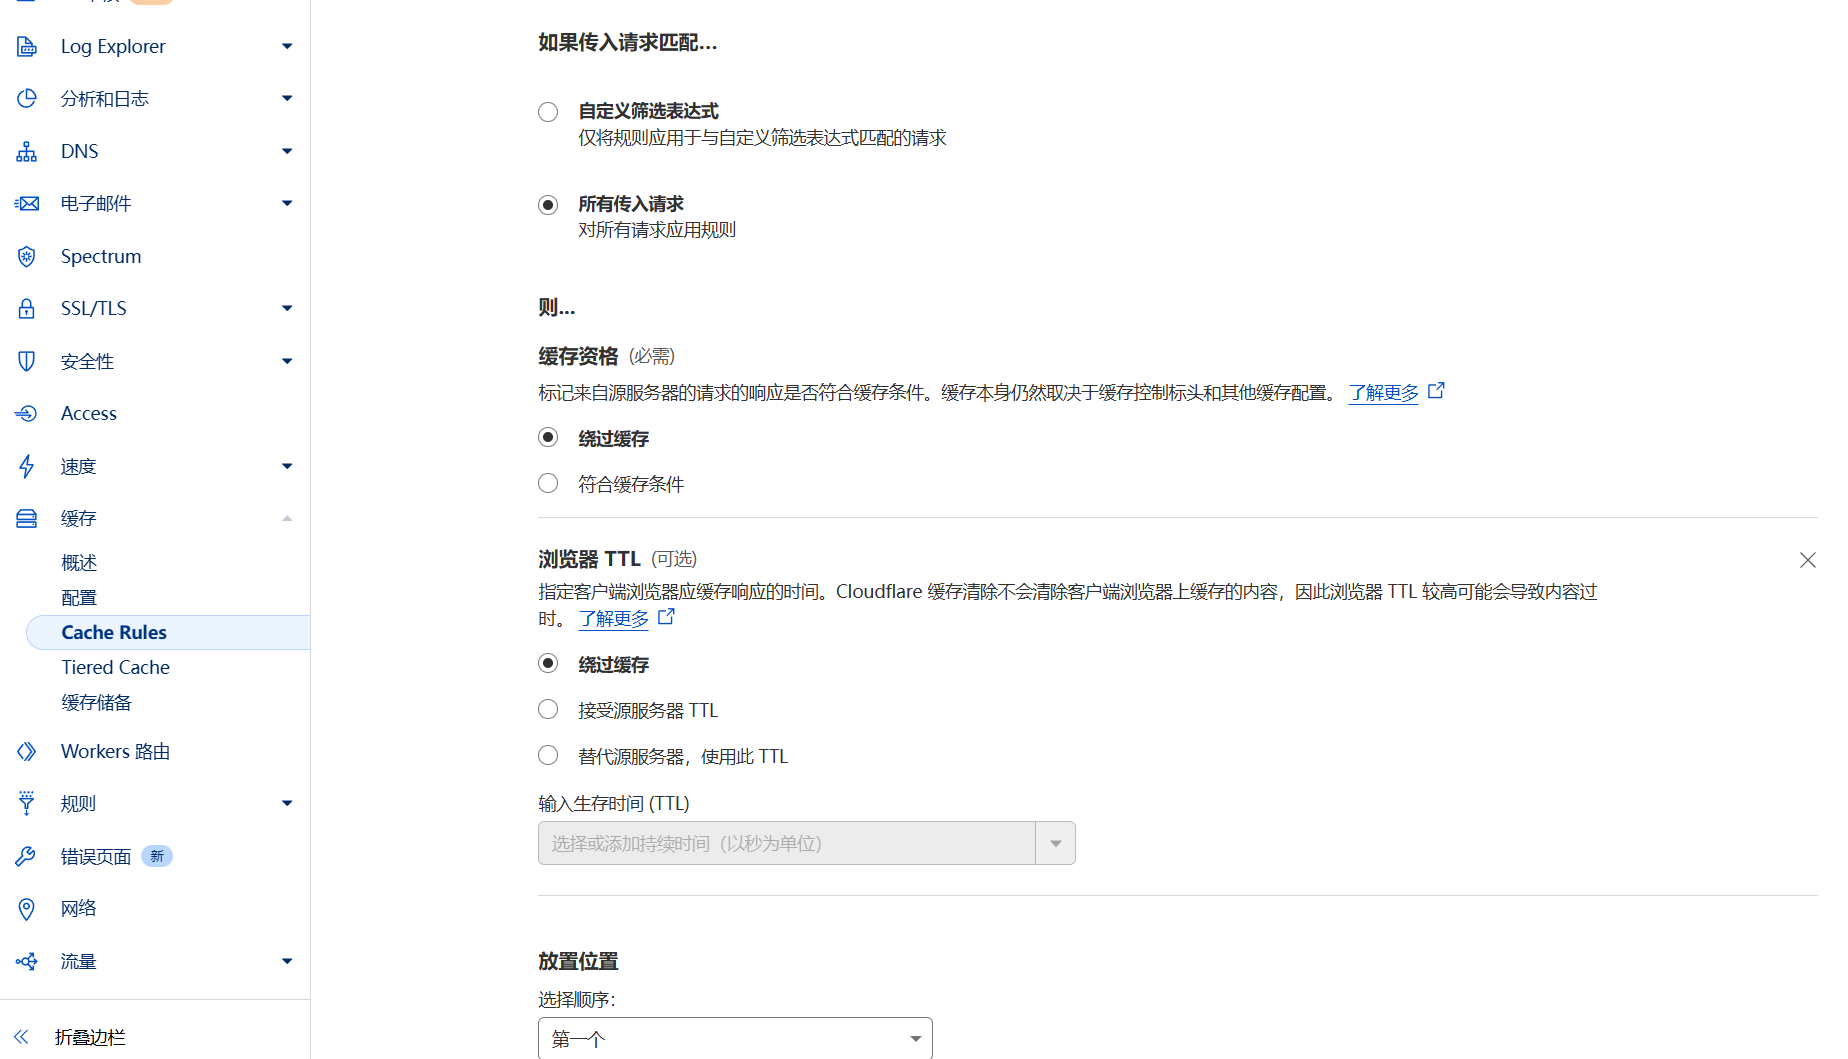 Log Explorer
分析和日志
DNS
电子邮件
Spectrum
SSL/TLS
安全性
Access
速度
缓存
概述
配置
Cache Rules
Tiered Cache
缓存储备
Workers 路由
规则
错误页面 新
网络
流量
折叠边栏
如果传入请求匹配...
自定义筛选表达式
仅将规则应用于与自定义筛选表达式匹配的请求
所有传入请求
对所有请求应用规则
则...
缓存资格 (必需)
标记来自源服务器的请求的响应是否符合缓存条件。缓存本身仍然取决于缓存控制标头和其他缓存配置。 了解更多
绕过缓存
符合缓存条件
浏览器 TTL (可选)
指定客户端浏览器应缓存响应的时间。Cloudflare 缓存清除不会清除客户端浏览器上缓存的内容，因此浏览器 TTL 较高可能会导致内容过
时。 了解更多
绕过缓存
接受源服务器 TTL
替代源服务器，使用此 TTL
输入生存时间 (TTL)
选择或添加持续时间（以秒为单位）
放置位置
选择顺序：
第一个